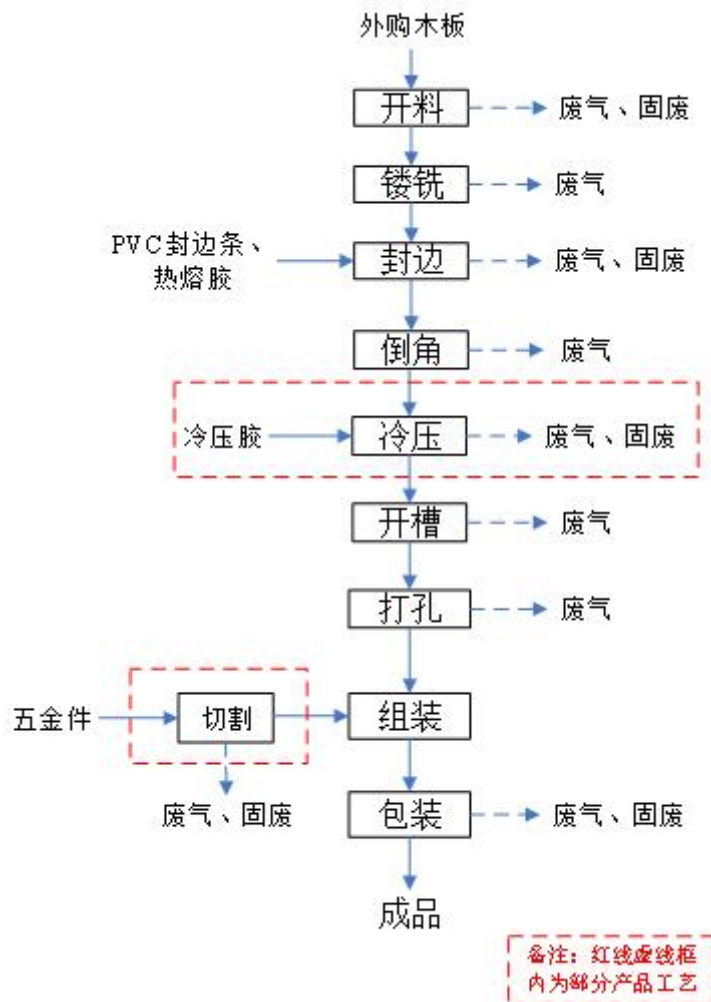 外购木板
开料
废气、固废
镂铣
废气
PVC封边条、
热熔胶
封边
废气、固废
倒角
废气
冷压胶
冷压
废气、固废
开槽
废气
打孔
废气
五金件
切割
组装
废气、固废
包装
废气、固废
成品
备注：红线虚线框
内为部分产品工艺